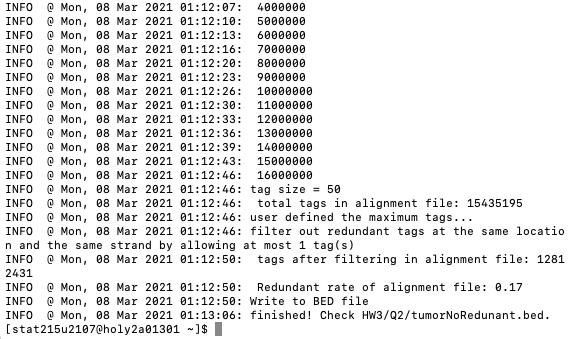 INFO  @ Mon, 08 Mar 2021 01:12:07:  4000000
INFO  @ Mon, 08 Mar 2021 01:12:10:  5000000
INFO  @ Mon, 08 Mar 2021 01:12:13:  6000000
INFO  @ Mon, 08 Mar 2021 01:12:16:  7000000
INFO  @ Mon, 08 Mar 2021 01:12:20:  8000000
INFO  @ Mon, 08 Mar 2021 01:12:23:  9000000
INFO  @ Mon, 08 Mar 2021 01:12:26:  10000000
INFO  @ Mon, 08 Mar 2021 01:12:30:  11000000
INFO  @ Mon, 08 Mar 2021 01:12:33:  12000000
INFO  @ Mon, 08 Mar 2021 01:12:36:  13000000
INFO  @ Mon, 08 Mar 2021 01:12:39:  14000000
INFO  @ Mon, 08 Mar 2021 01:12:43:  15000000
INFO  @ Mon, 08 Mar 2021 01:12:46:  16000000
INFO  @ Mon, 08 Mar 2021 01:12:46: tag size = 50
INFO  @ Mon, 08 Mar 2021 01:12:46:  total tags in alignment file: 15435195
INFO  @ Mon, 08 Mar 2021 01:12:46: user defined the maximum tags...
INFO  @ Mon, 08 Mar 2021 01:12:46: filter out redundant tags at the same locatio
n and the same strand by allowing at most 1 tag(s)
INFO  @ Mon, 08 Mar 2021 01:12:50:  tags after filtering in alignment file: 1281
2431
INFO  @ Mon, 08 Mar 2021 01:12:50:  Redundant rate of alignment file: 0.17
INFO  @ Mon, 08 Mar 2021 01:12:50: Write to BED file
INFO  @ Mon, 08 Mar 2021 01:13:06: finished! Check HW3/Q2/tumorNoRedunant.bed.
[stat215u2107@holy2a01301 ~]$